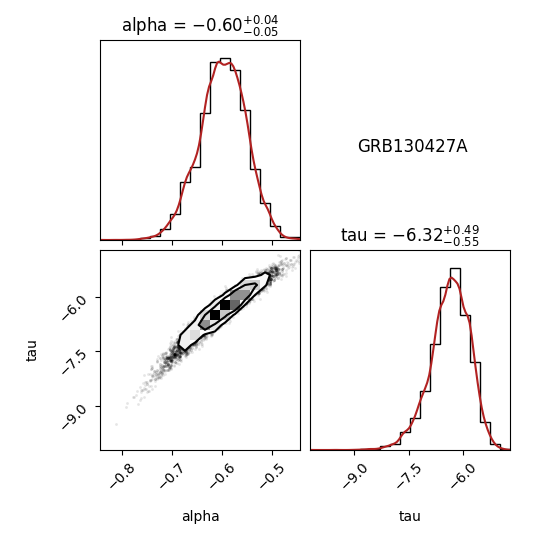 alpha = −0.60+0.04 −0.05
GRB130427A
tau = −6.32+0.49 −0.55
−6.0
−7.5
−9.0
tau
−0.8 −0.7 −0.6 −0.5
−9.0 −7.5 −6.0
alpha
tau